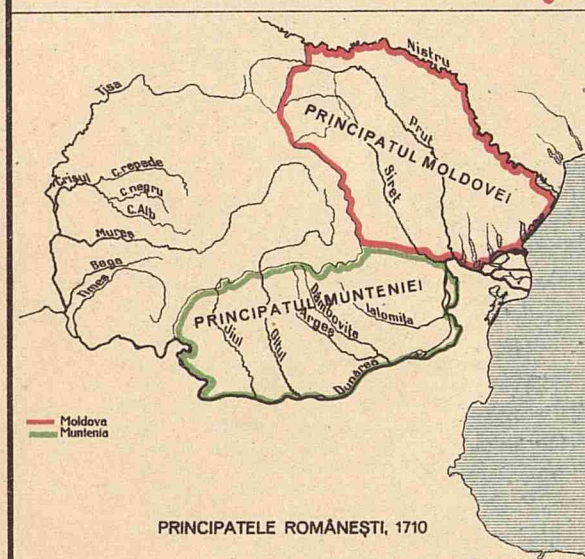 Nistru
Tisa
PRINCIPATUL MOLDOVEI
Prut
Siret
Crișul
C. repede
C. negru
C. Alb
Mureș
Bega
Timeș
PRINCIPATUL MUNTENIEI
Jiul
Oltul
Argeș
Dâmbovița
Ialomița
Dunărea
Moldova
Muntenia
PRINCIPATELE ROMÂNEȘTI, 1710